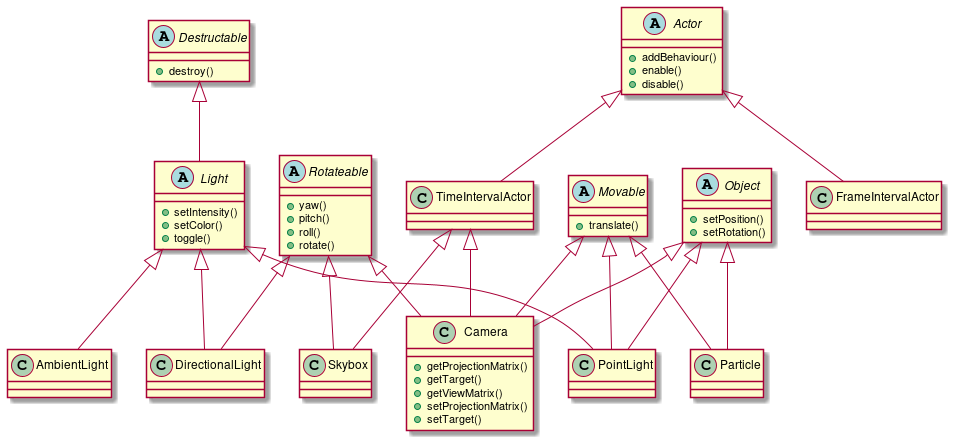 A Destructable
destroy()
A Actor
addBehaviour()
enable()
disable()
A Light
setIntensity()
setColor()
toggle()
A Rotateable
yaw()
pitch()
roll()
rotate()
C TimeIntervalActor
A Movable
translate()
A Object
setPosition()
setRotation()
C FrameIntervalActor
C AmbientLight
C DirectionalLight
C Skybox
C Camera
getProjectionMatrix()
getTarget()
getViewMatrix()
setProjectionMatrix()
setTarget()
C PointLight
C Particle